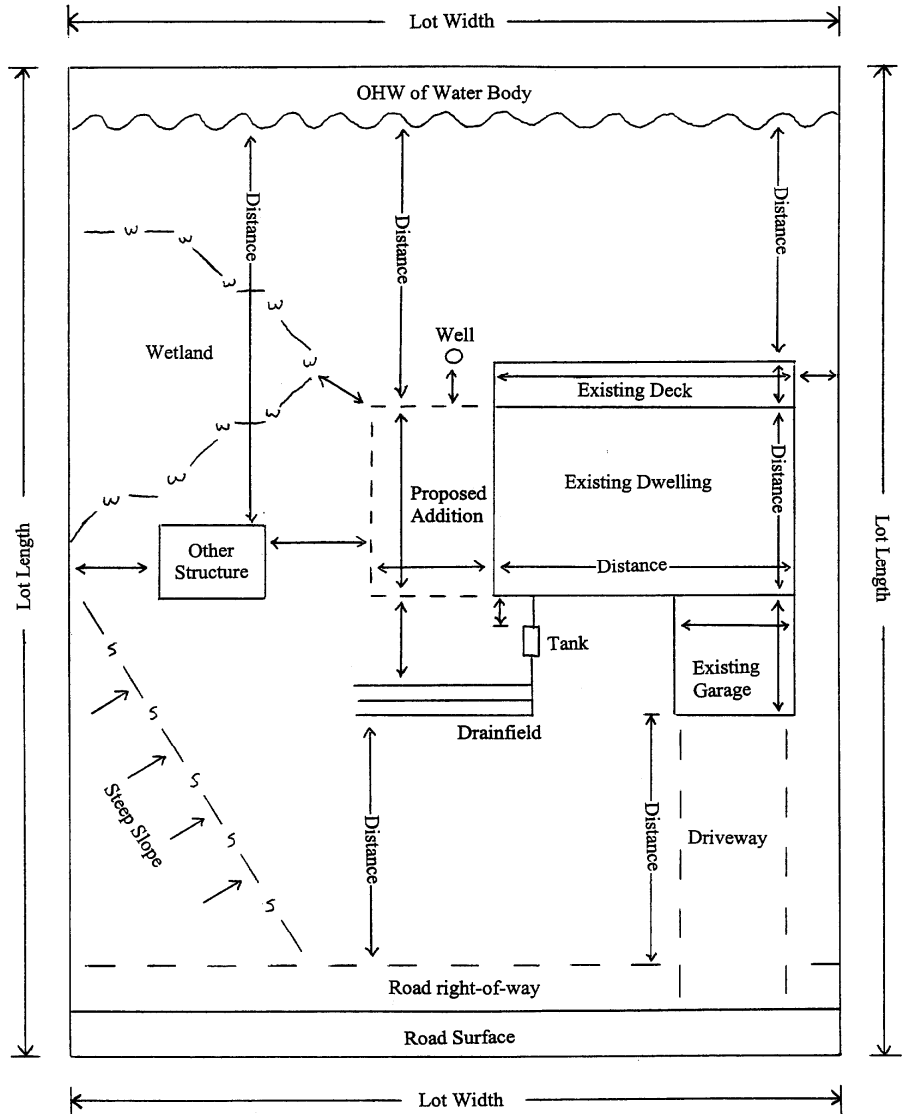 Lot Width
OHW of Water Body
Distance
Distance
Distance
Well
Wetland
Existing Deck
Existing Dwelling
Distance
Proposed
Addition
Lot Length
Lot Length
Other
Structure
Distance
Tank
Existing
Garage
Drainfield
Steep Slope
Distance
Distance
Driveway
Road right-of-way
Road Surface
Lot Width